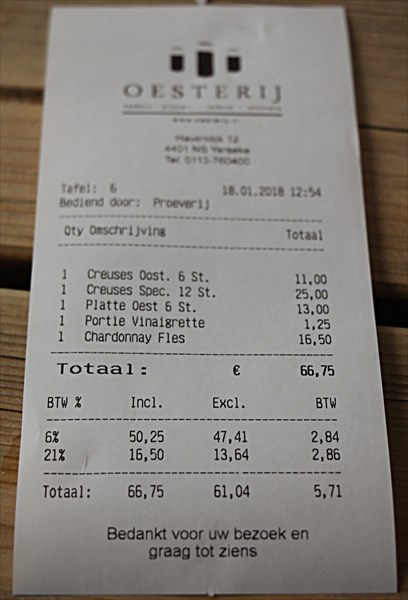 OESTERIJ
Havendijk 12
4401 NS Yerseke
Tel: 0113-760400
Tafel: 6 18.01.2018 12:54
Bediend door: Proeverij
Qty Omschrijving Totaal
1 Creuses Oost. 6 St. 11,00
1 Creuses Spec. 12 St. 25,00
1 Platte Oest 6 St. 13,00
1 Portie Vinaigrette 1,25
1 Chardonnay Fles 16,50
Totaal: € 66,75
BTW % Incl. Excl. BTW
6% 50,25 47,41 2,84
21% 16,50 13,64 2,86
Totaal: 66,75 61,04 5,71
Bedankt voor uw bezoek en
graag tot ziens